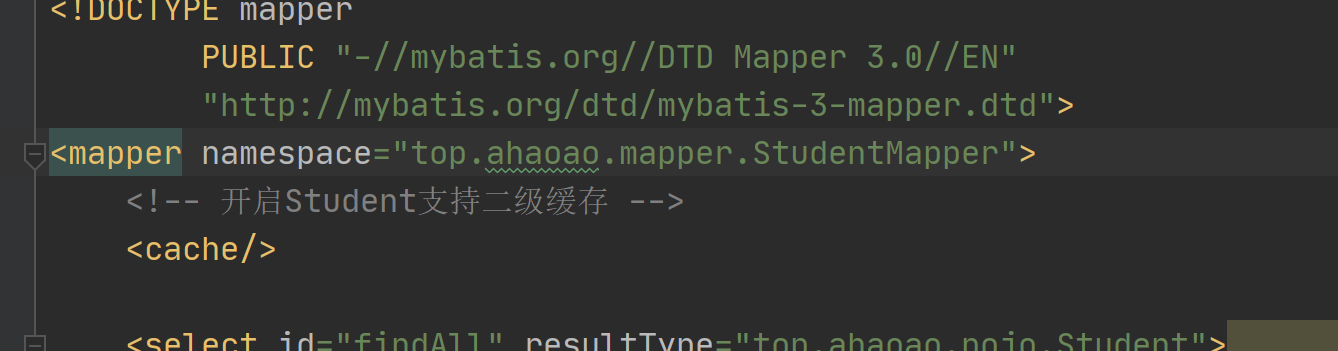 <!DOCTYPE mapper
PUBLIC "-//mybatis.org//DTD Mapper 3.0//EN"
"http://mybatis.org/dtd/mybatis-3-mapper.dtd">
<mapper namespace="top.ahaoao.mapper.StudentMapper">
<!-- 开启Student支持二级缓存 -->
<cache/>
<select id="findAll" resultType="top.ahaoao.pojo.Student">